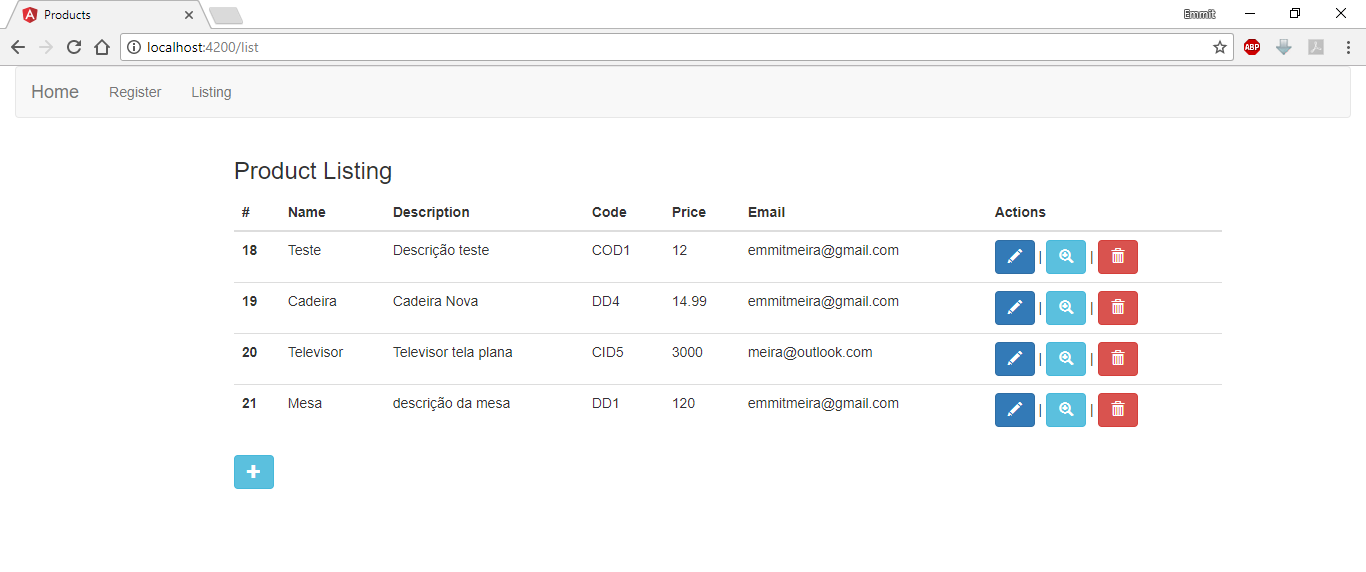 Products
Emmit
localhost:4200/list
ABP
Home Register Listing
Product Listing
# Name Description Code Price Email Actions
18 Teste Descrição teste COD1 12 emmitmeira@gmail.com | |
19 Cadeira Cadeira Nova DD4 14.99 emmitmeira@gmail.com | |
20 Televisor Televisor tela plana CID5 3000 meira@outlook.com | |
21 Mesa descrição da mesa DD1 120 emmitmeira@gmail.com | |